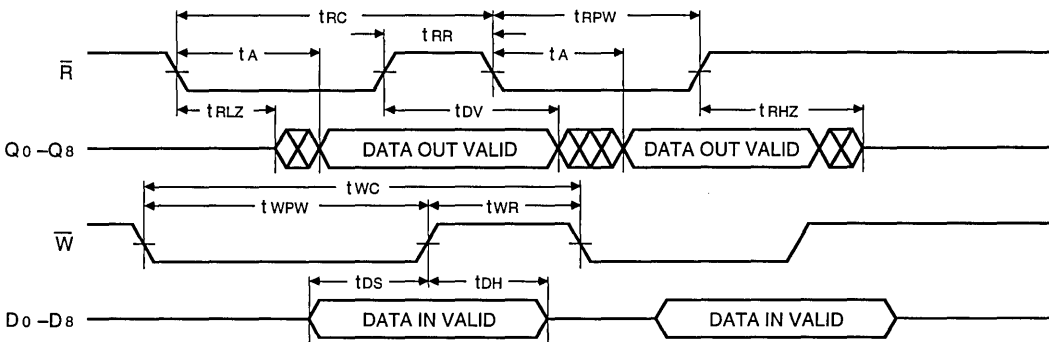 tRC tRPW
tA tRR tA
R̅
tRLZ tDV tRHZ
Q0–Q8 DATA OUT VALID DATA OUT VALID
tWC
tWPW tWR
W̅
tDS tDH
D0–D8 DATA IN VALID DATA IN VALID